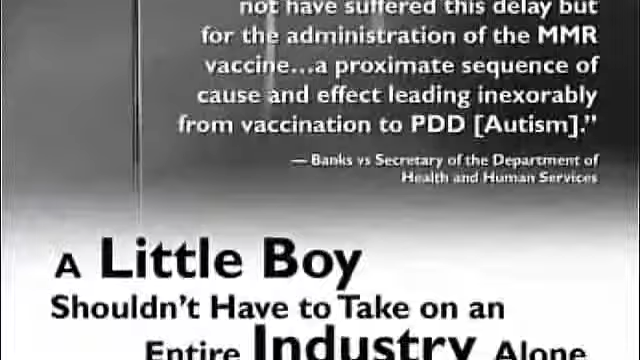 not have suffered this delay but
for the administration of the MMR
vaccine...a proximate sequence of
cause and effect leading inexorably
from vaccination to PDD [Autism].”
— Banks vs Secretary of the Department of
Health and Human Services
A Little Boy
Shouldn't Have to Take on an
Entire Industry Alone